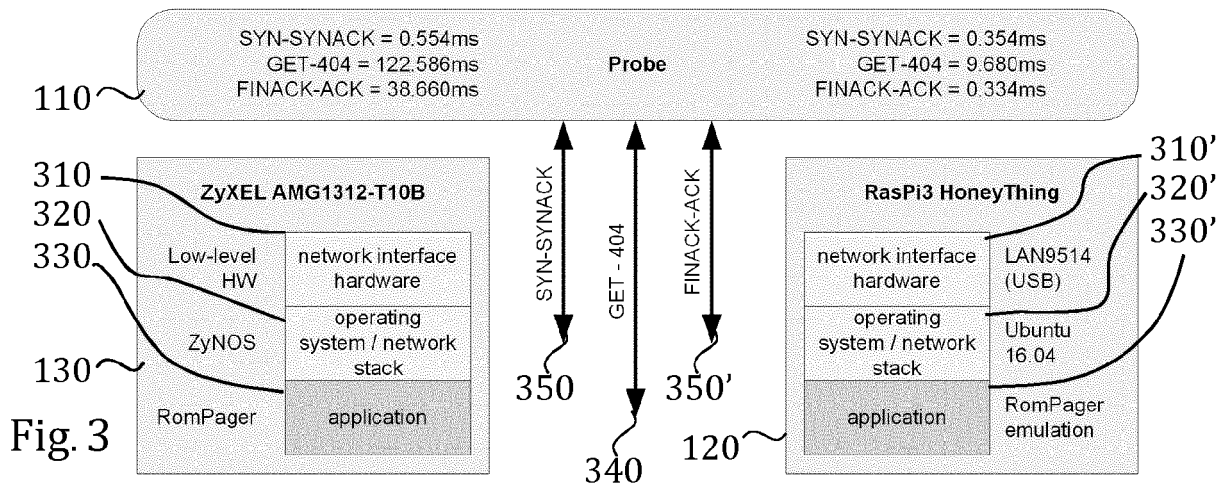 SYN-SYNACK = 0.554ms
GET-404 = 122.586ms
FINACK-ACK = 38.660ms
Probe
SYN-SYNACK = 0.354ms
GET-404 = 9.680ms
FINACK-ACK = 0.334ms
110
310
320
330
130
ZyXEL AMG1312-T10B
Low-level
HW
network interface
hardware
ZyNOS
operating
system / network
stack
RomPager
application
SYN-SYNACK
GET - 404
FINACK-ACK
350
340
350'
RasPi3 HoneyThing
network interface
hardware
LAN9514
(USB)
operating
system / network
stack
Ubuntu
16.04
application
RomPager
emulation
310'
320'
330'
120
Fig. 3